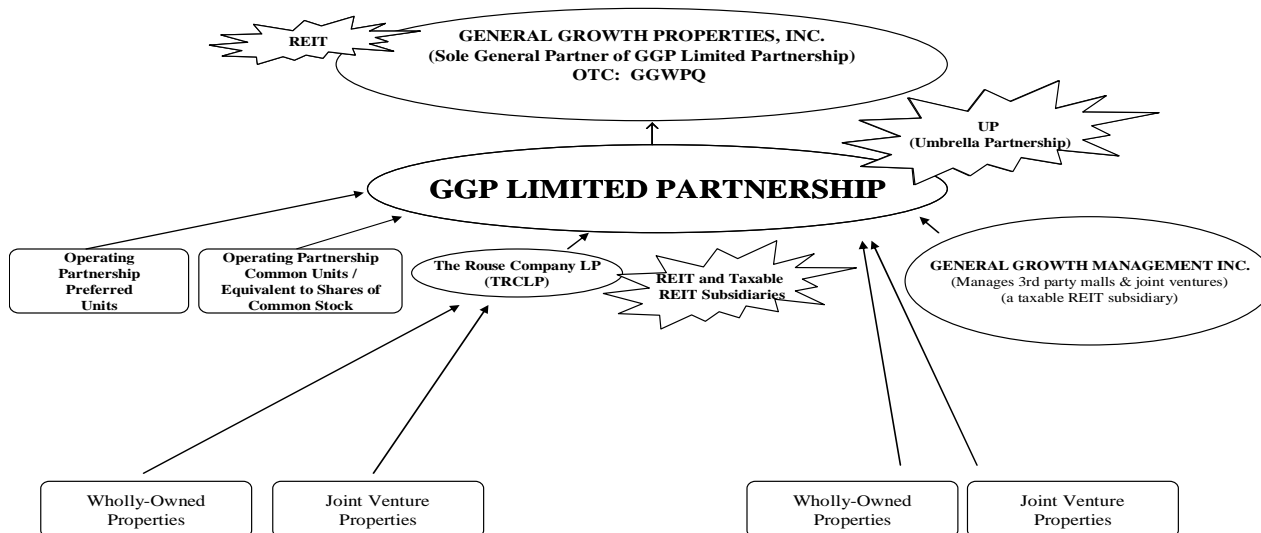 REIT
GENERAL GROWTH PROPERTIES, INC.
(Sole General Partner of GGP Limited Partnership)
OTC: GGWPQ
UP
(Umbrella Partnership)
GGP LIMITED PARTNERSHIP
Operating
Partnership
Preferred
Units
Operating Partnership
Common Units /
Equivalent to Shares of
Common Stock
The Rouse Company LP
(TRCLP)
REIT and Taxable
REIT Subsidiaries
GENERAL GROWTH MANAGEMENT INC.
(Manages 3rd party malls & joint ventures)
(a taxable REIT subsidiary)
Wholly-Owned
Properties
Joint Venture
Properties
Wholly-Owned
Properties
Joint Venture
Properties